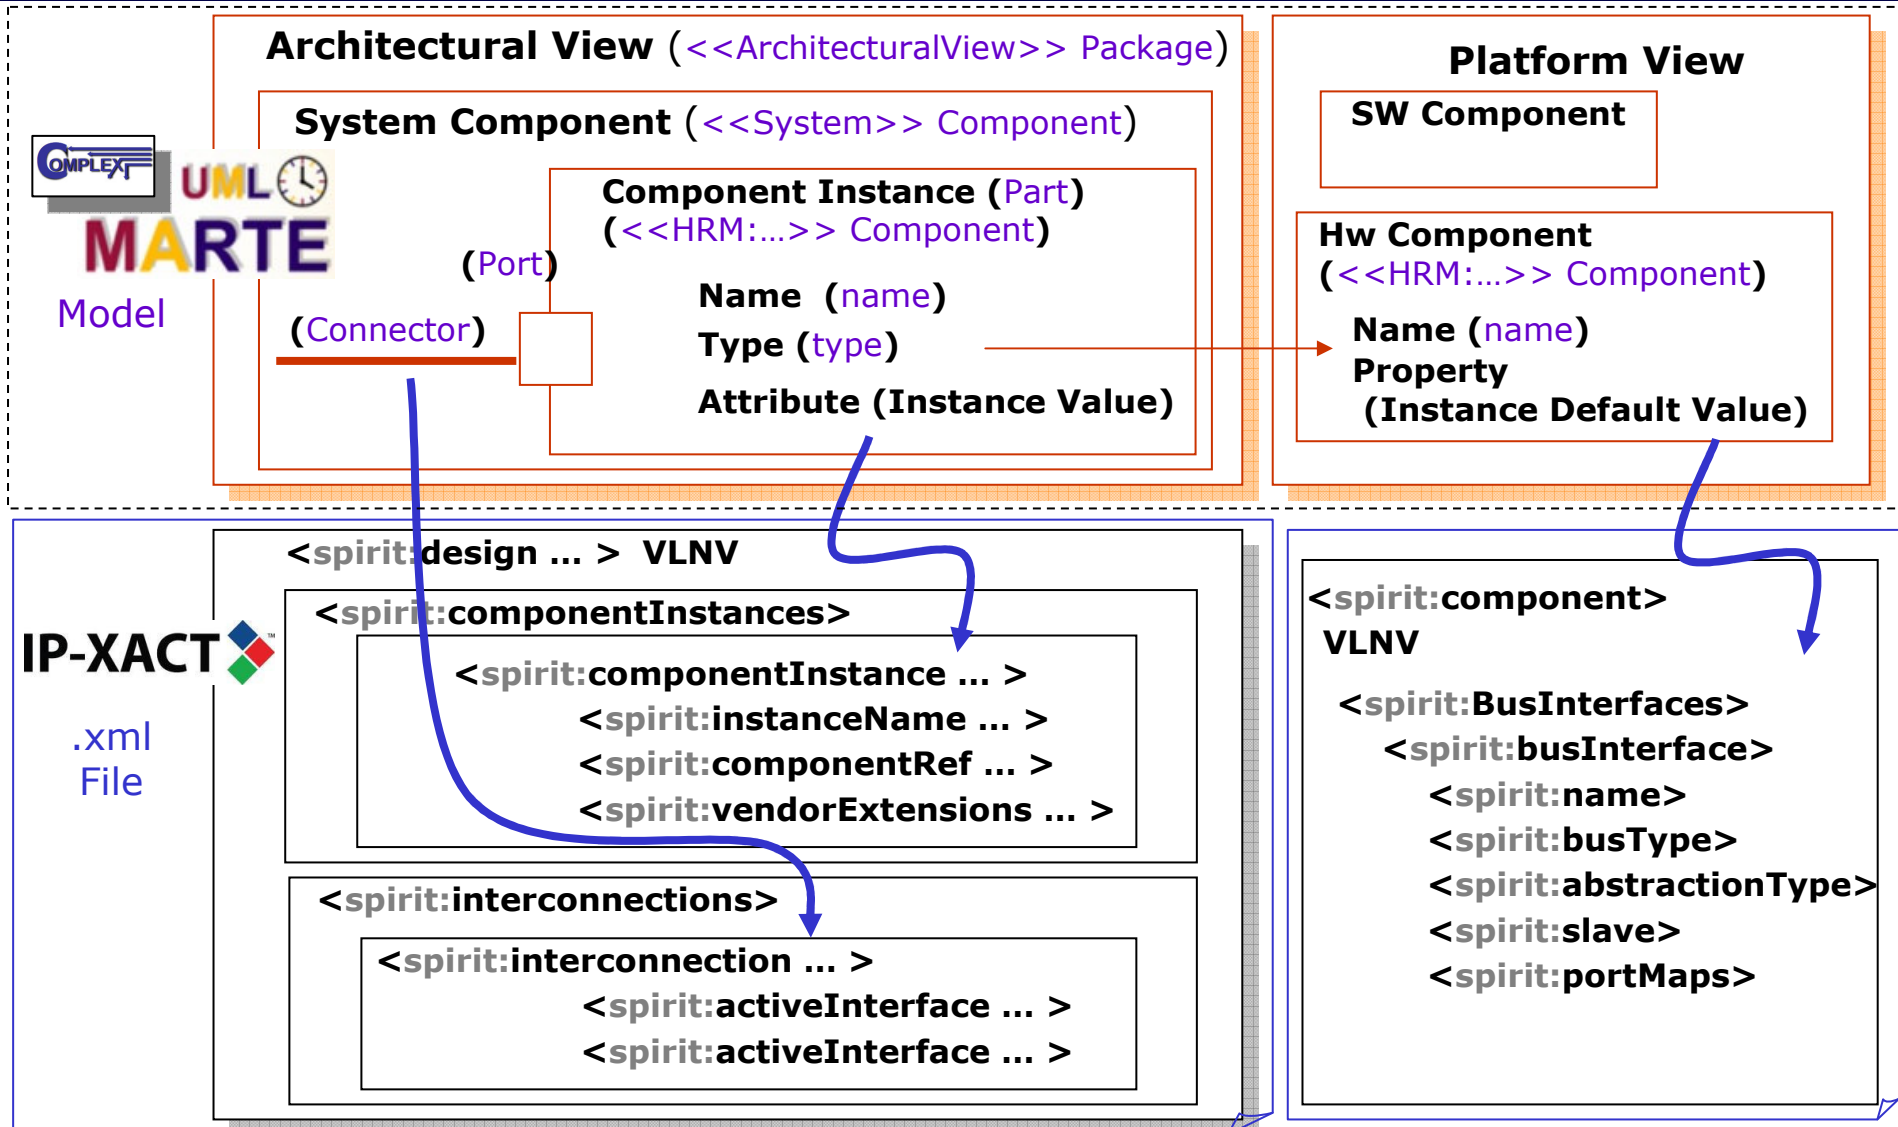 Architectural View (<<ArchitecturalView>> Package)
System Component (<<System>> Component)
COMPLEX
UML
MARTE
Model
(Port)
(Connector)
Component Instance (Part)
(<<HRM:...>> Component)
Name (name)
Type (type)
Attribute (Instance Value)
Platform View
SW Component
Hw Component
(<<HRM:...>> Component)
Name (name)
Property
(Instance Default Value)
IP-XACT™
.xml
File
<spirit:design ... > VLNV
<spirit:componentInstances>
<spirit:componentInstance ... >
<spirit:instanceName ... >
<spirit:componentRef ... >
<spirit:vendorExtensions ... >
<spirit:interconnections>
<spirit:interconnection ... >
<spirit:activeInterface ... >
<spirit:activeInterface ... >
<spirit:component>
VLNV
<spirit:BusInterfaces>
<spirit:busInterface>
<spirit:name>
<spirit:busType>
<spirit:abstractionType>
<spirit:slave>
<spirit:portMaps>